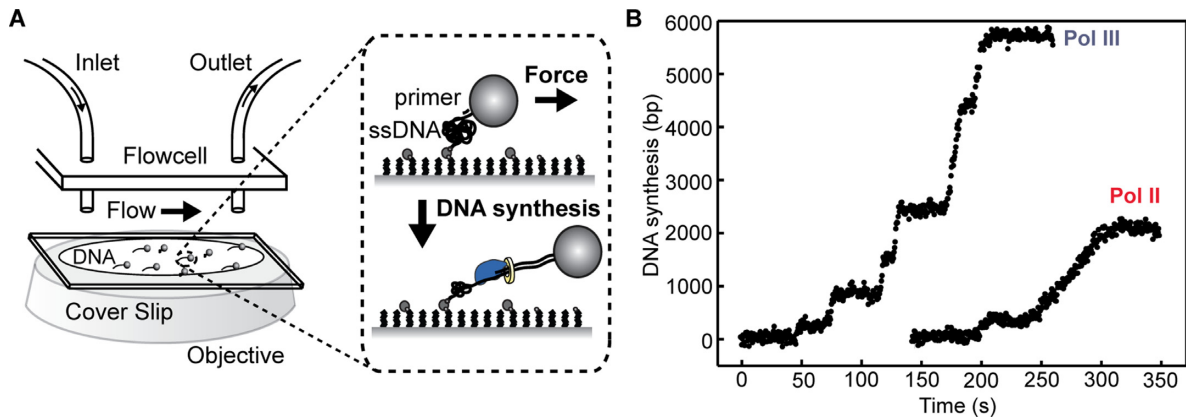 A
Inlet
Outlet
Flowcell
Flow
DNA
Cover Slip
Objective
primer
Force
ssDNA
DNA synthesis
B
DNA synthesis (bp)
6000
5000
4000
3000
2000
1000
0
Pol III
Pol II
0 50 100 150 200 250 300 350
Time (s)